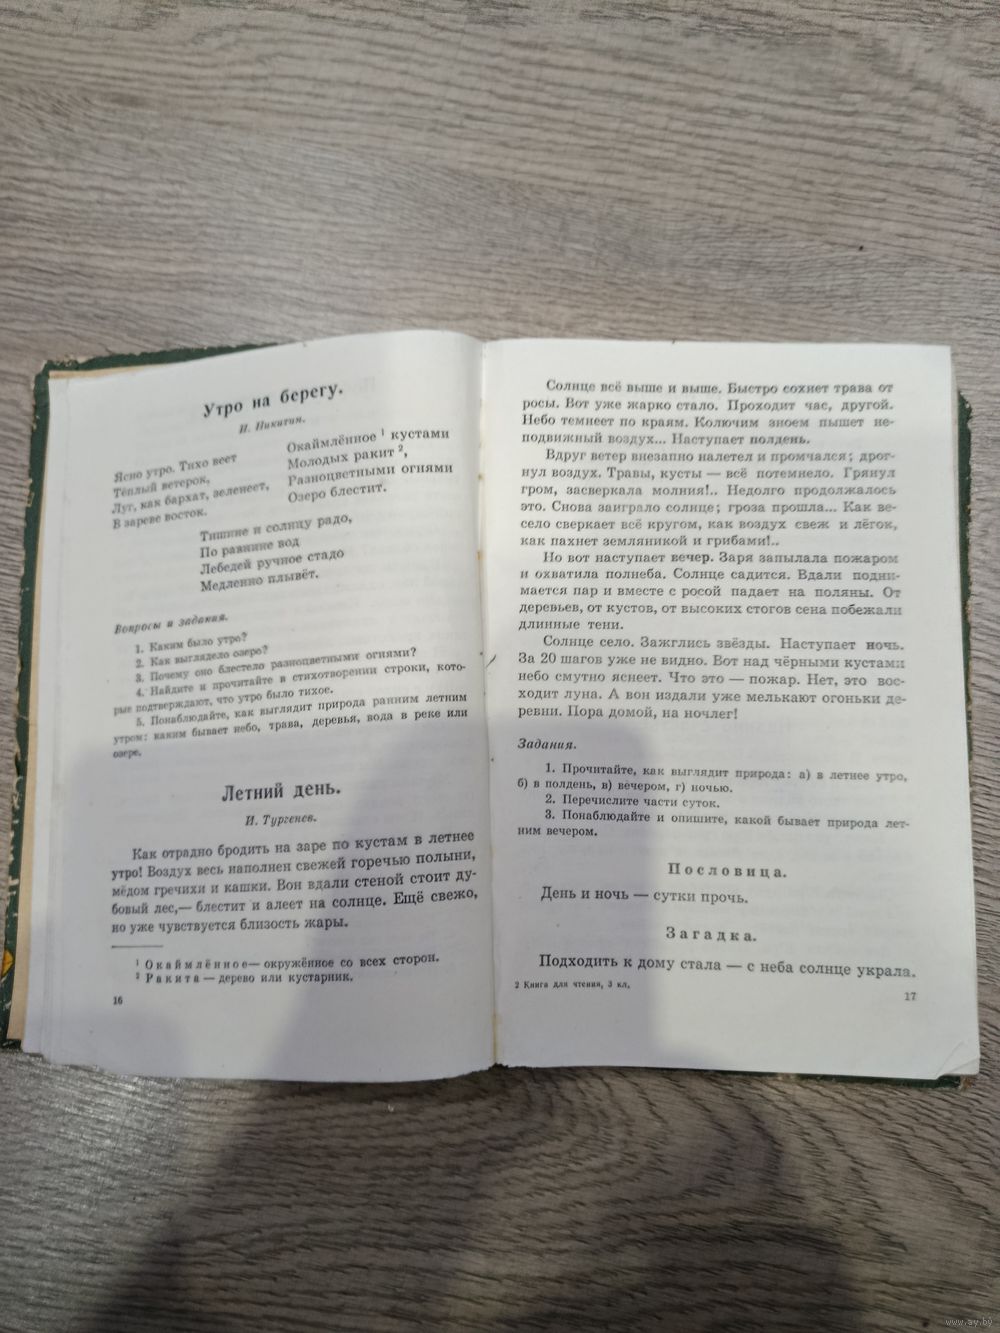 Утро на берегу.
И. Никитин.
Ясно утро. Тихо веет
Тёплый ветерок,
Луг, как бархат, зеленеет,
В зареве восток.
Окаймлённое ¹ кустами
Молодых ракит ²,
Разноцветными огнями
Озеро блестит.
Тишине и солнцу радо,
По равнине вод
Лебедей ручное стадо
Медленно плывёт.
Вопросы и задания.
1. Каким было утро?
2. Как выглядело озеро?
3. Почему оно блестело разноцветными огнями?
4. Найдите и прочитайте в стихотворении строки, кото-
рые подтверждают, что утро было тихое.
5. Понаблюдайте, как выглядит природа ранним летним
утром: каким бывает небо, трава, деревья, вода в реке или
озере.
Летний день.
И. Тургенев.
Как отрадно бродить на заре по кустам в летнее
утро! Воздух весь наполнен свежей горечью полыни,
мёдом гречихи и кашки. Вон вдали стеной стоит ду-
бовый лес,— блестит и алеет на солнце. Ещё свежо,
но уже чувствуется близость жары.
¹ Окаймлённое— окружённое со всех сторон.
² Ракита— дерево или кустарник.
16
Солнце всё выше и выше. Быстро сохнет трава от
росы. Вот уже жарко стало. Проходит час, другой.
Небо темнеет по краям. Колючим зноем пышет не-
подвижный воздух... Наступает полдень.
Вдруг ветер внезапно налетел и промчался; дрог-
нул воздух. Травы, кусты — всё потемнело. Грянул
гром, засверкала молния!.. Недолго продолжалось
это. Снова заиграло солнце; гроза прошла... Как ве-
село сверкает всё кругом, как воздух свеж и лёгок,
как пахнет земляникой и грибами!..
Но вот наступает вечер. Заря запылала пожаром
и охватила полнеба. Солнце садится. Вдали подни-
мается пар и вместе с росой падает на поляны. От
деревьев, от кустов, от высоких стогов сена побежали
длинные тени.
Солнце село. Зажглись звёзды. Наступает ночь.
За 20 шагов уже не видно. Вот над чёрными кустами
небо смутно яснеет. Что это — пожар. Нет, это вос-
ходит луна. А вон издали уже мелькают огоньки де-
ревни. Пора домой, на ночлег!
Задания.
1. Прочитайте, как выглядит природа: а) в летнее утро,
б) в полдень, в) вечером, г) ночью.
2. Перечислите части суток.
3. Понаблюдайте и опишите, какой бывает природа лет-
ним вечером.
Пословица.
День и ночь — сутки прочь.
Загадка.
Подходить к дому стала — с неба солнце украла.
2 Книга для чтения, 3 кл.
17
www.ay.by